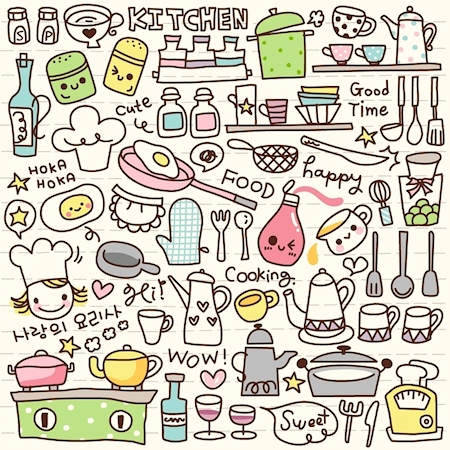 KITCHEN
S
P
cute
Good
Time
HOKA
HOKA
FOOD
happy
Cooking.
Hi!
사랑의 요리사
WOW!
Sweet